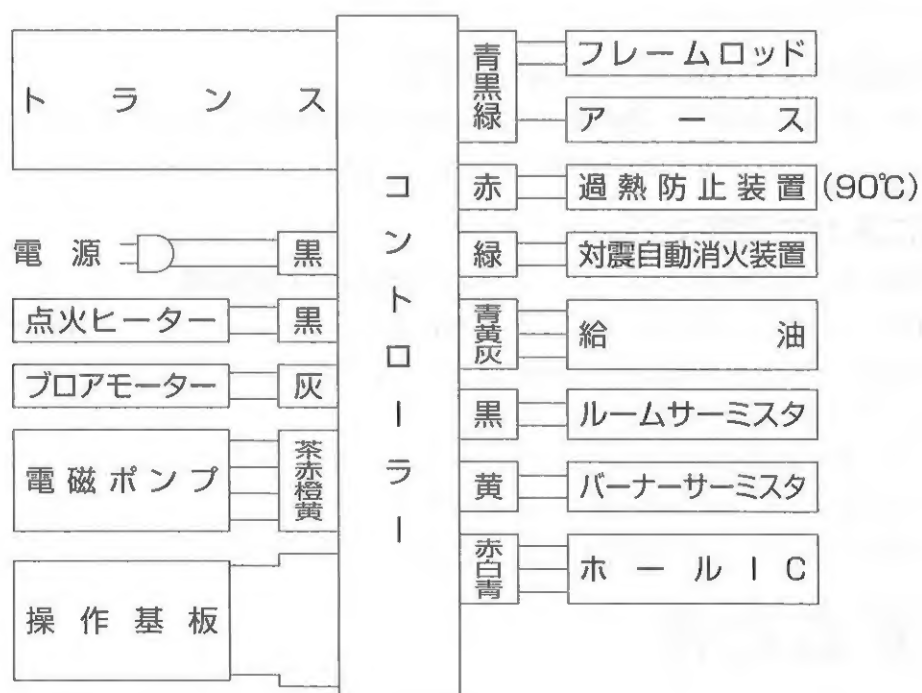 トランス
電源
黒
点火ヒーター
黒
ブロアモーター
灰
電磁ポンプ
茶赤橙黄
操作基板
コントローラー
青黒緑
フレームロッド
アース
赤
過熱防止装置
(90℃)
緑
対震自動消火装置
青黄灰
給油
黒
ルームサーミスタ
黄
バーナーサーミスタ
赤白青
ホールIC